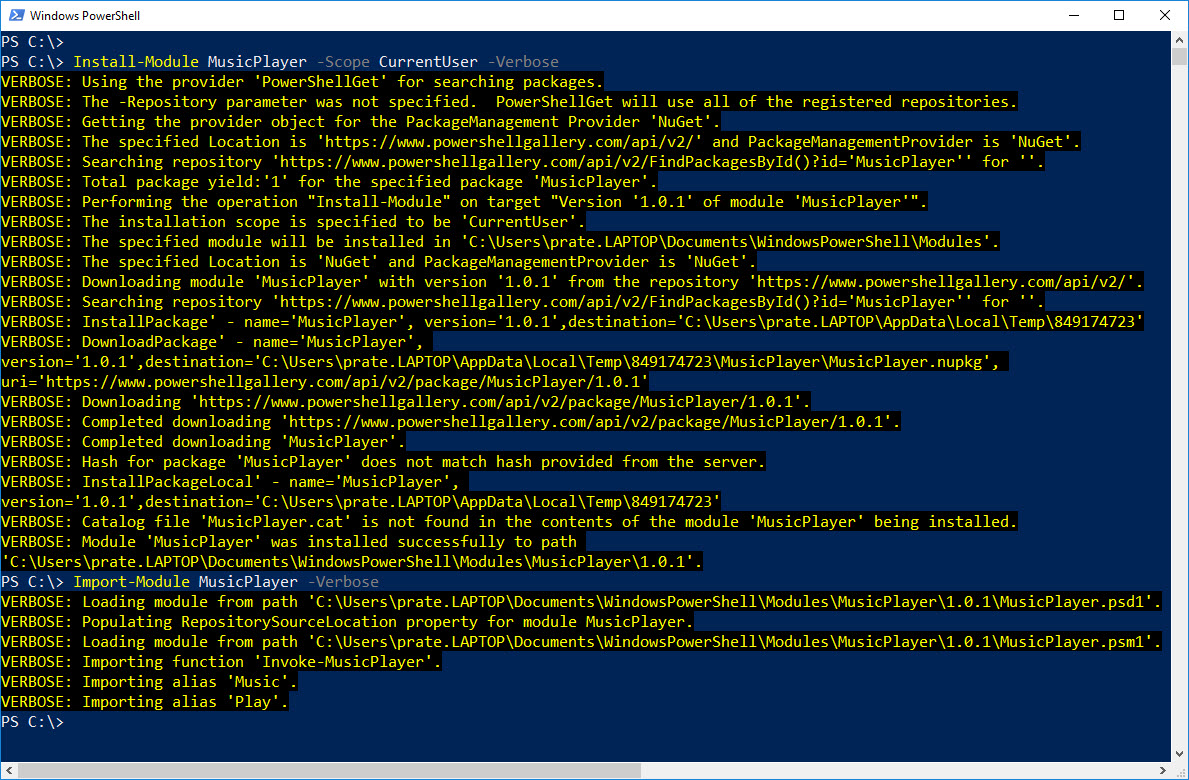 Windows PowerShell
PS C:\>
PS C:\> Install-Module MusicPlayer -Scope CurrentUser -Verbose
VERBOSE: Using the provider 'PowerShellGet' for searching packages.
VERBOSE: The -Repository parameter was not specified.  PowerShellGet will use all of the registered repositories.
VERBOSE: Getting the provider object for the PackageManagement Provider 'NuGet'.
VERBOSE: The specified Location is 'https://www.powershellgallery.com/api/v2/' and PackageManagementProvider is 'NuGet'.
VERBOSE: Searching repository 'https://www.powershellgallery.com/api/v2/FindPackagesById()?id='MusicPlayer'' for ''.
VERBOSE: Total package yield:'1' for the specified package 'MusicPlayer'.
VERBOSE: Performing the operation "Install-Module" on target "Version '1.0.1' of module 'MusicPlayer'".
VERBOSE: The installation scope is specified to be 'CurrentUser'.
VERBOSE: The specified module will be installed in 'C:\Users\prate.LAPTOP\Documents\WindowsPowerShell\Modules'.
VERBOSE: The specified Location is 'NuGet' and PackageManagementProvider is 'NuGet'.
VERBOSE: Downloading module 'MusicPlayer' with version '1.0.1' from the repository 'https://www.powershellgallery.com/api/v2/'.
VERBOSE: Searching repository 'https://www.powershellgallery.com/api/v2/FindPackagesById()?id='MusicPlayer'' for ''.
VERBOSE: InstallPackage' - name='MusicPlayer', version='1.0.1',destination='C:\Users\prate.LAPTOP\AppData\Local\Temp\849174723'
VERBOSE: DownloadPackage' - name='MusicPlayer',
version='1.0.1',destination='C:\Users\prate.LAPTOP\AppData\Local\Temp\849174723\MusicPlayer\MusicPlayer.nupkg',
uri='https://www.powershellgallery.com/api/v2/package/MusicPlayer/1.0.1'
VERBOSE: Downloading 'https://www.powershellgallery.com/api/v2/package/MusicPlayer/1.0.1'.
VERBOSE: Completed downloading 'https://www.powershellgallery.com/api/v2/package/MusicPlayer/1.0.1'.
VERBOSE: Completed downloading 'MusicPlayer'.
VERBOSE: Hash for package 'MusicPlayer' does not match hash provided from the server.
VERBOSE: InstallPackageLocal' - name='MusicPlayer',
version='1.0.1',destination='C:\Users\prate.LAPTOP\AppData\Local\Temp\849174723'
VERBOSE: Catalog file 'MusicPlayer.cat' is not found in the contents of the module 'MusicPlayer' being installed.
VERBOSE: Module 'MusicPlayer' was installed successfully to path
'C:\Users\prate.LAPTOP\Documents\WindowsPowerShell\Modules\MusicPlayer\1.0.1'.
PS C:\> Import-Module MusicPlayer -Verbose
VERBOSE: Loading module from path 'C:\Users\prate.LAPTOP\Documents\WindowsPowerShell\Modules\MusicPlayer\1.0.1\MusicPlayer.psd1'.
VERBOSE: Populating RepositorySourceLocation property for module MusicPlayer.
VERBOSE: Loading module from path 'C:\Users\prate.LAPTOP\Documents\WindowsPowerShell\Modules\MusicPlayer\1.0.1\MusicPlayer.psm1'.
VERBOSE: Importing function 'Invoke-MusicPlayer'.
VERBOSE: Importing alias 'Music'.
VERBOSE: Importing alias 'Play'.
PS C:\>